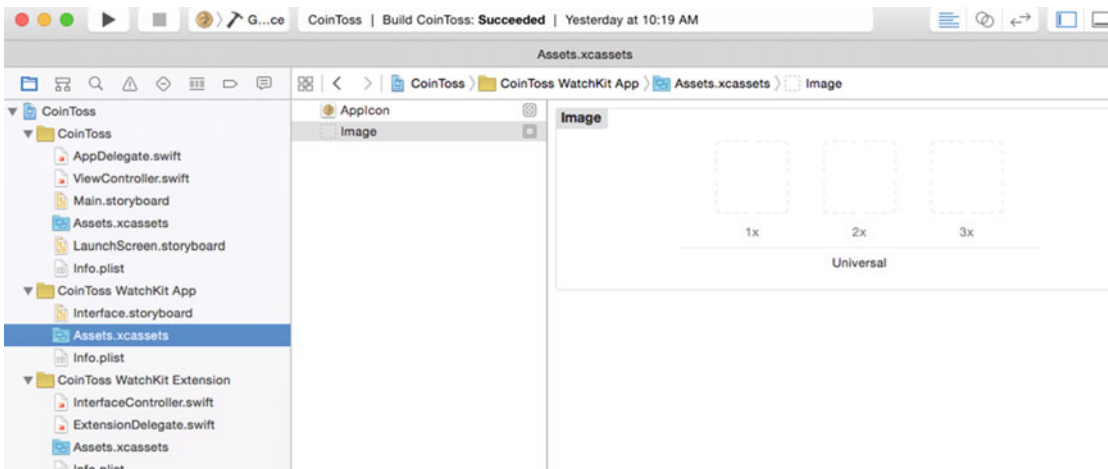 G...ce CoinToss | Build CoinToss: Succeeded | Yesterday at 10:19 AM
Assets.xcassets
CoinToss CoinToss WatchKit App Assets.xcassets Image
CoinToss
CoinToss
AppDelegate.swift
ViewController.swift
Main.storyboard
Assets.xcassets
LaunchScreen.storyboard
Info.plist
CoinToss WatchKit App
Interface.storyboard
Assets.xcassets
Info.plist
CoinToss WatchKit Extension
InterfaceController.swift
ExtensionDelegate.swift
Assets.xcassets
Info.plist
AppIcon
Image
Image
1x 2x 3x
Universal